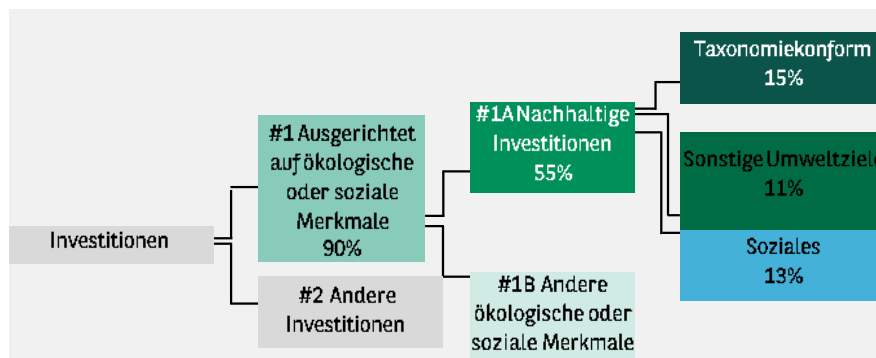 Investitionen
#1 Ausgerichtet
auf ökologische
oder soziale
Merkmale
90%
#2 Andere
Investitionen
#1A Nachhaltige
Investitionen
55%
#1B Andere
ökologische oder
soziale Merkmale
Taxonomiekonform
15%
Sonstige Umweltziele
11%
Soziales
13%